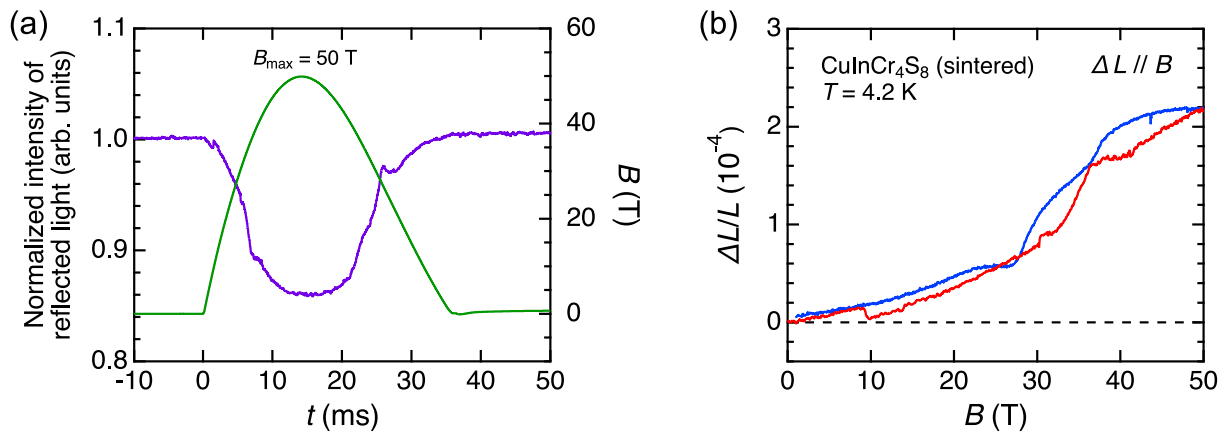 (a)
Normalized intensity of
reflected light (arb. units)
1.1
1.0
0.9
0.8
B_max = 50 T
60
40
20
0
B (T)
-10 0 10 20 30 40 50
t (ms)
(b)
ΔL/L (10^-4)
2
1
0
CuInCr4S8 (sintered)
T = 4.2 K
ΔL // B
0 10 20 30 40 50
B (T)